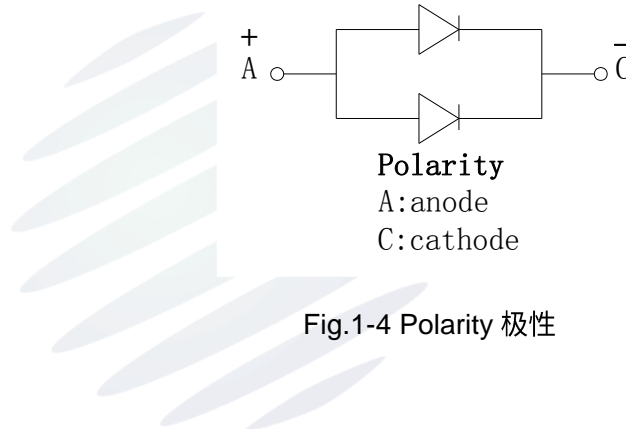 + −
A C
Polarity
A:anode
C:cathode
Fig.1-4 Polarity 极性